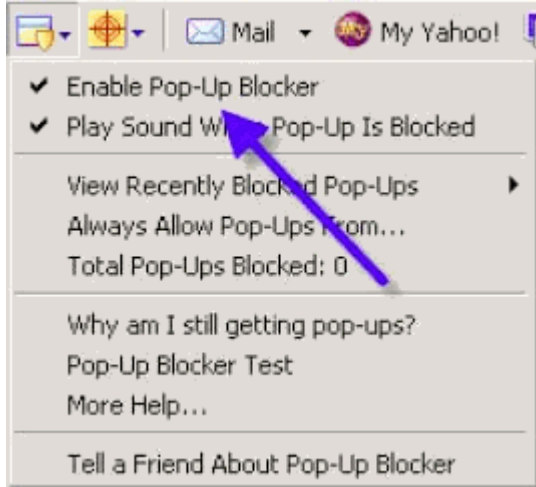 Mail My Yahoo!
Enable Pop-Up Blocker
Play Sound When Pop-Up Is Blocked
View Recently Blocked Pop-Ups
Always Allow Pop-Ups From...
Total Pop-Ups Blocked: 0
Why am I still getting pop-ups?
Pop-Up Blocker Test
More Help...
Tell a Friend About Pop-Up Blocker